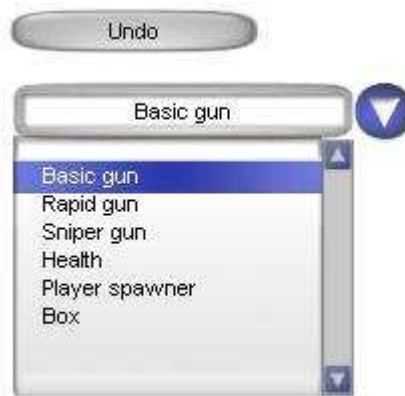 Undo
Basic gun
Basic gun
Rapid gun
Sniper gun
Health
Player spawner
Box